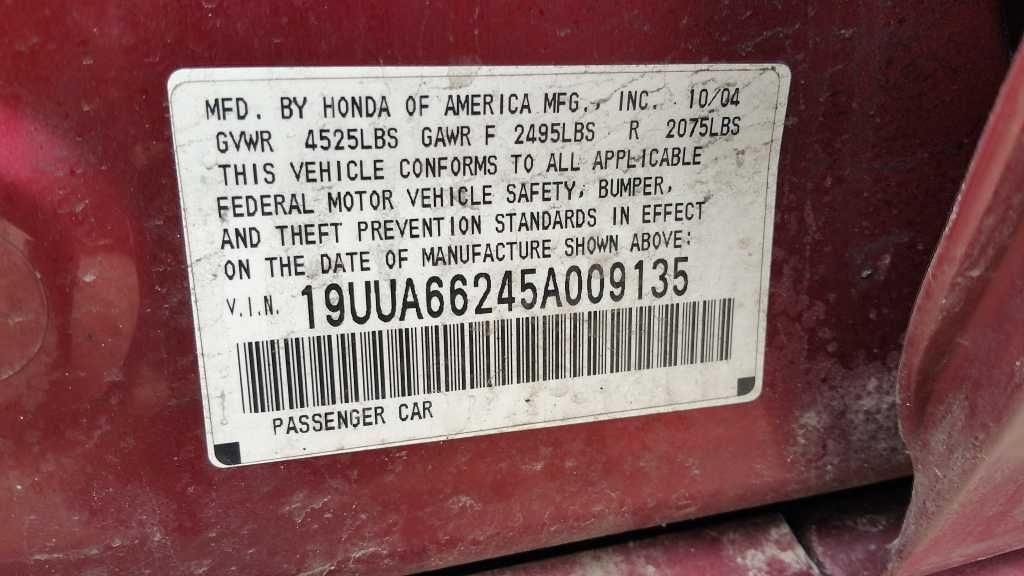 MFD. BY HONDA OF AMERICA MFG., INC. 10/04
GVWR 4525LBS GAWR F 2495LBS R 2075LBS
THIS VEHICLE CONFORMS TO ALL APPLICABLE
FEDERAL MOTOR VEHICLE SAFETY, BUMPER,
AND THEFT PREVENTION STANDARDS IN EFFECT
ON THE DATE OF MANUFACTURE SHOWN ABOVE:
V.I.N. 19UUA66245A009135
PASSENGER CAR